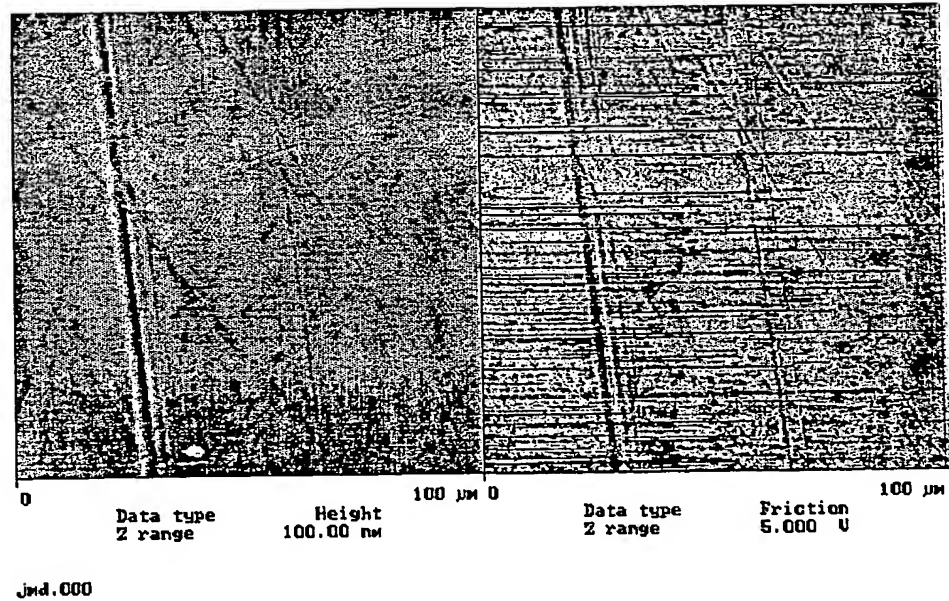 0 100 µm 0 100 µm
Data type Height Data type Friction
Z range 100.00 nm Z range 5.000 V
jmd.000